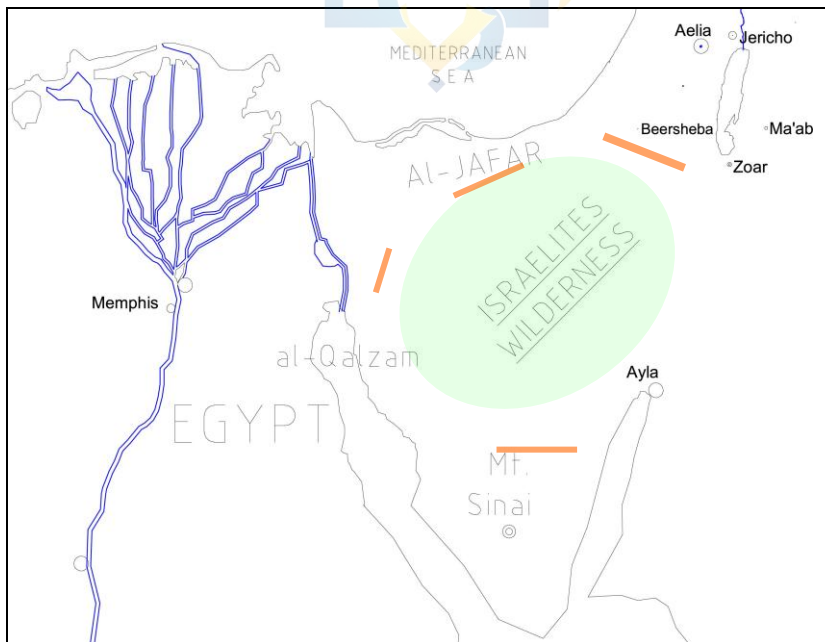 MEDITERRANEAN
SEA
Aelia
Jericho
Beersheba
Ma'ab
Zoar
Al-JAFAR
ISRAELITES
WILDERNESS
Memphis
al-Qalzam
Ayla
EGYPT
Mt.
Sinai